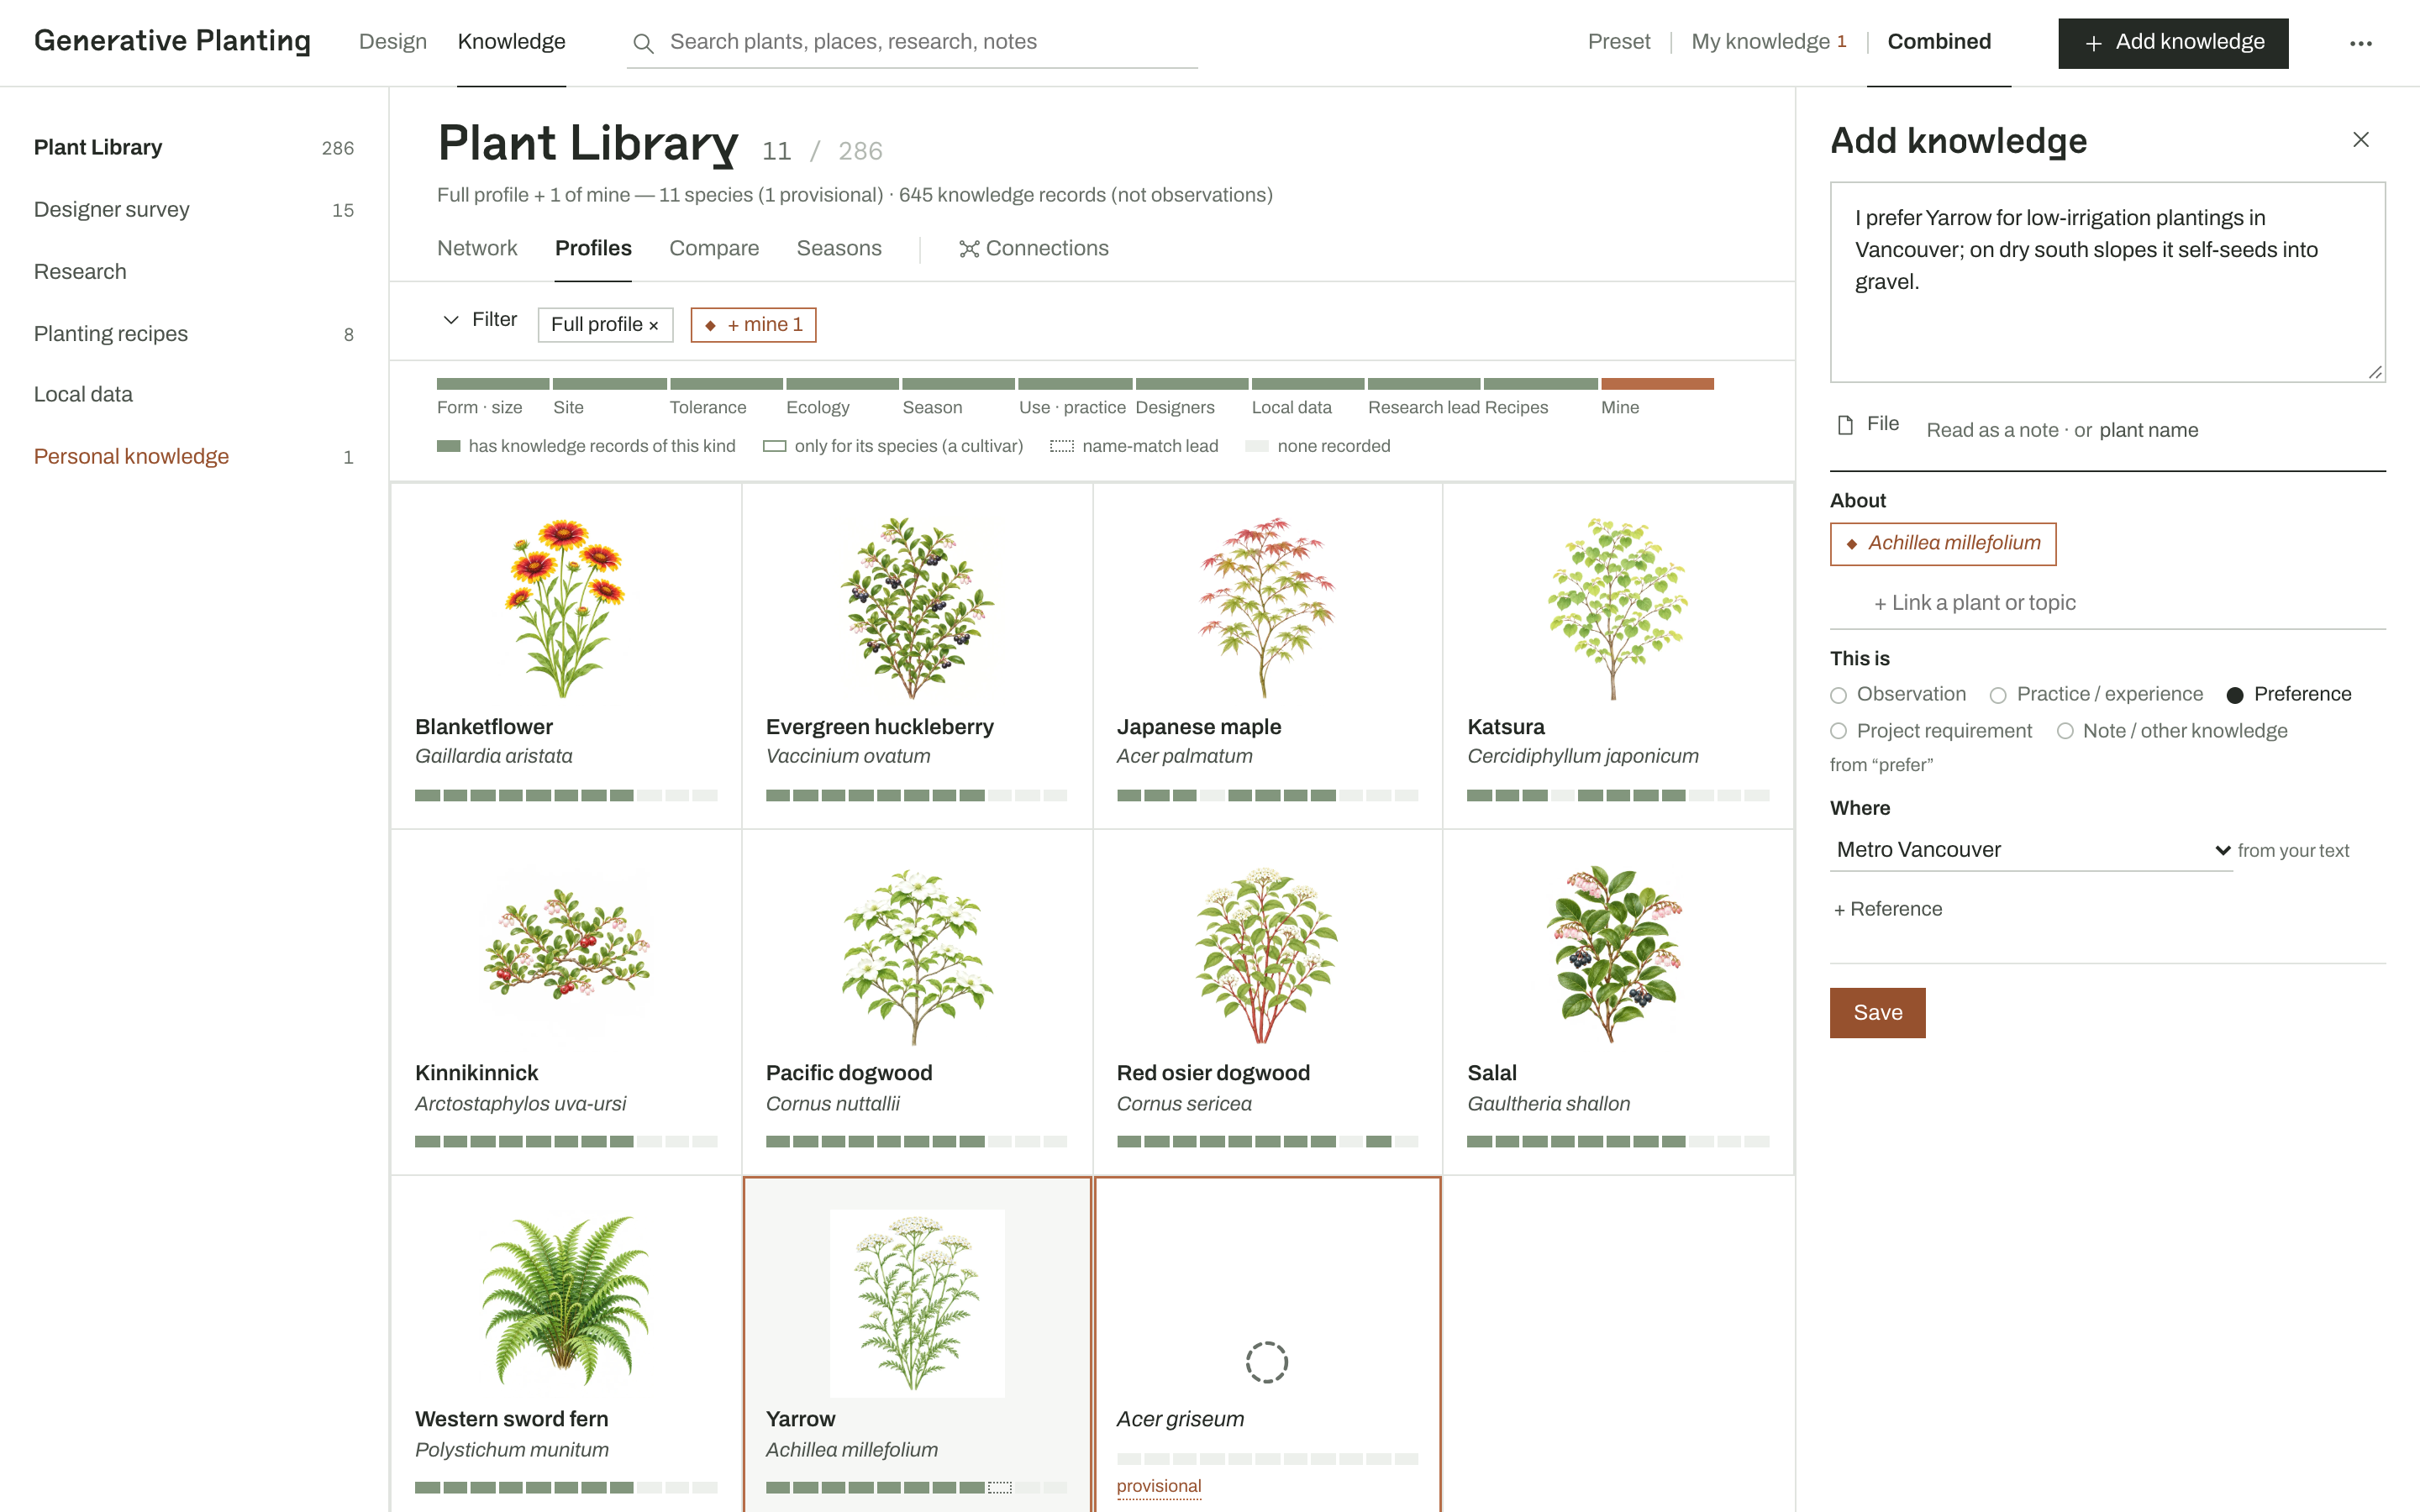 Generative Planting
Design
Knowledge
Search plants, places, research, notes
Preset
My knowledge 1
Combined
+ Add knowledge
Plant Library 286
Designer survey 15
Research
Planting recipes 8
Local data
Personal knowledge 1
Plant Library 11 / 286
Full profile + 1 of mine — 11 species (1 provisional) · 645 knowledge records (not observations)
Network
Profiles
Compare
Seasons
Connections
Filter
Full profile ×
◆ + mine 1
Form · size
Site
Tolerance
Ecology
Season
Use · practice
Designers
Local data
Research lead
Recipes
Mine
has knowledge records of this kind
only for its species (a cultivar)
name-match lead
none recorded
Blanketflower
Gaillardia aristata
Evergreen huckleberry
Vaccinium ovatum
Japanese maple
Acer palmatum
Katsura
Cercidiphyllum japonicum
Kinnikinnick
Arctostaphylos uva-ursi
Pacific dogwood
Cornus nuttallii
Red osier dogwood
Cornus sericea
Salal
Gaultheria shallon
Western sword fern
Polystichum munitum
Yarrow
Achillea millefolium
Acer griseum
provisional
Add knowledge
I prefer Yarrow for low-irrigation plantings in
Vancouver; on dry south slopes it self-seeds into
gravel.
File
Read as a note · or plant name
About
◆ Achillea millefolium
+ Link a plant or topic
This is
Observation
Practice / experience
Preference
Project requirement
Note / other knowledge
from “prefer”
Where
Metro Vancouver
from your text
+ Reference
Save